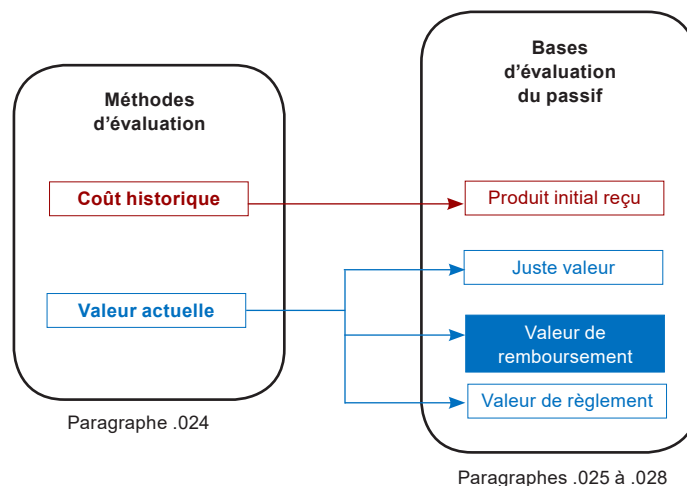 Méthodes
d'évaluation
Coût historique
Valeur actuelle
Paragraphe .024
Bases
d'évaluation
du passif
Produit initial reçu
Juste valeur
Valeur de
remboursement
Valeur de règlement
Paragraphes .025 à .028